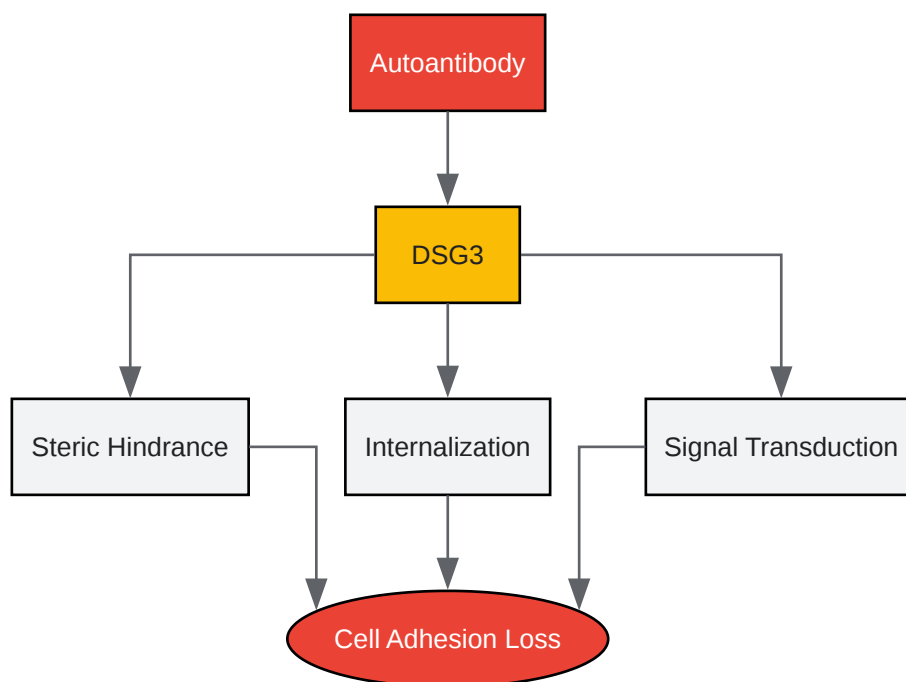 Autoantibody
DSG3
Steric Hindrance
Internalization
Signal Transduction
Cell Adhesion Loss